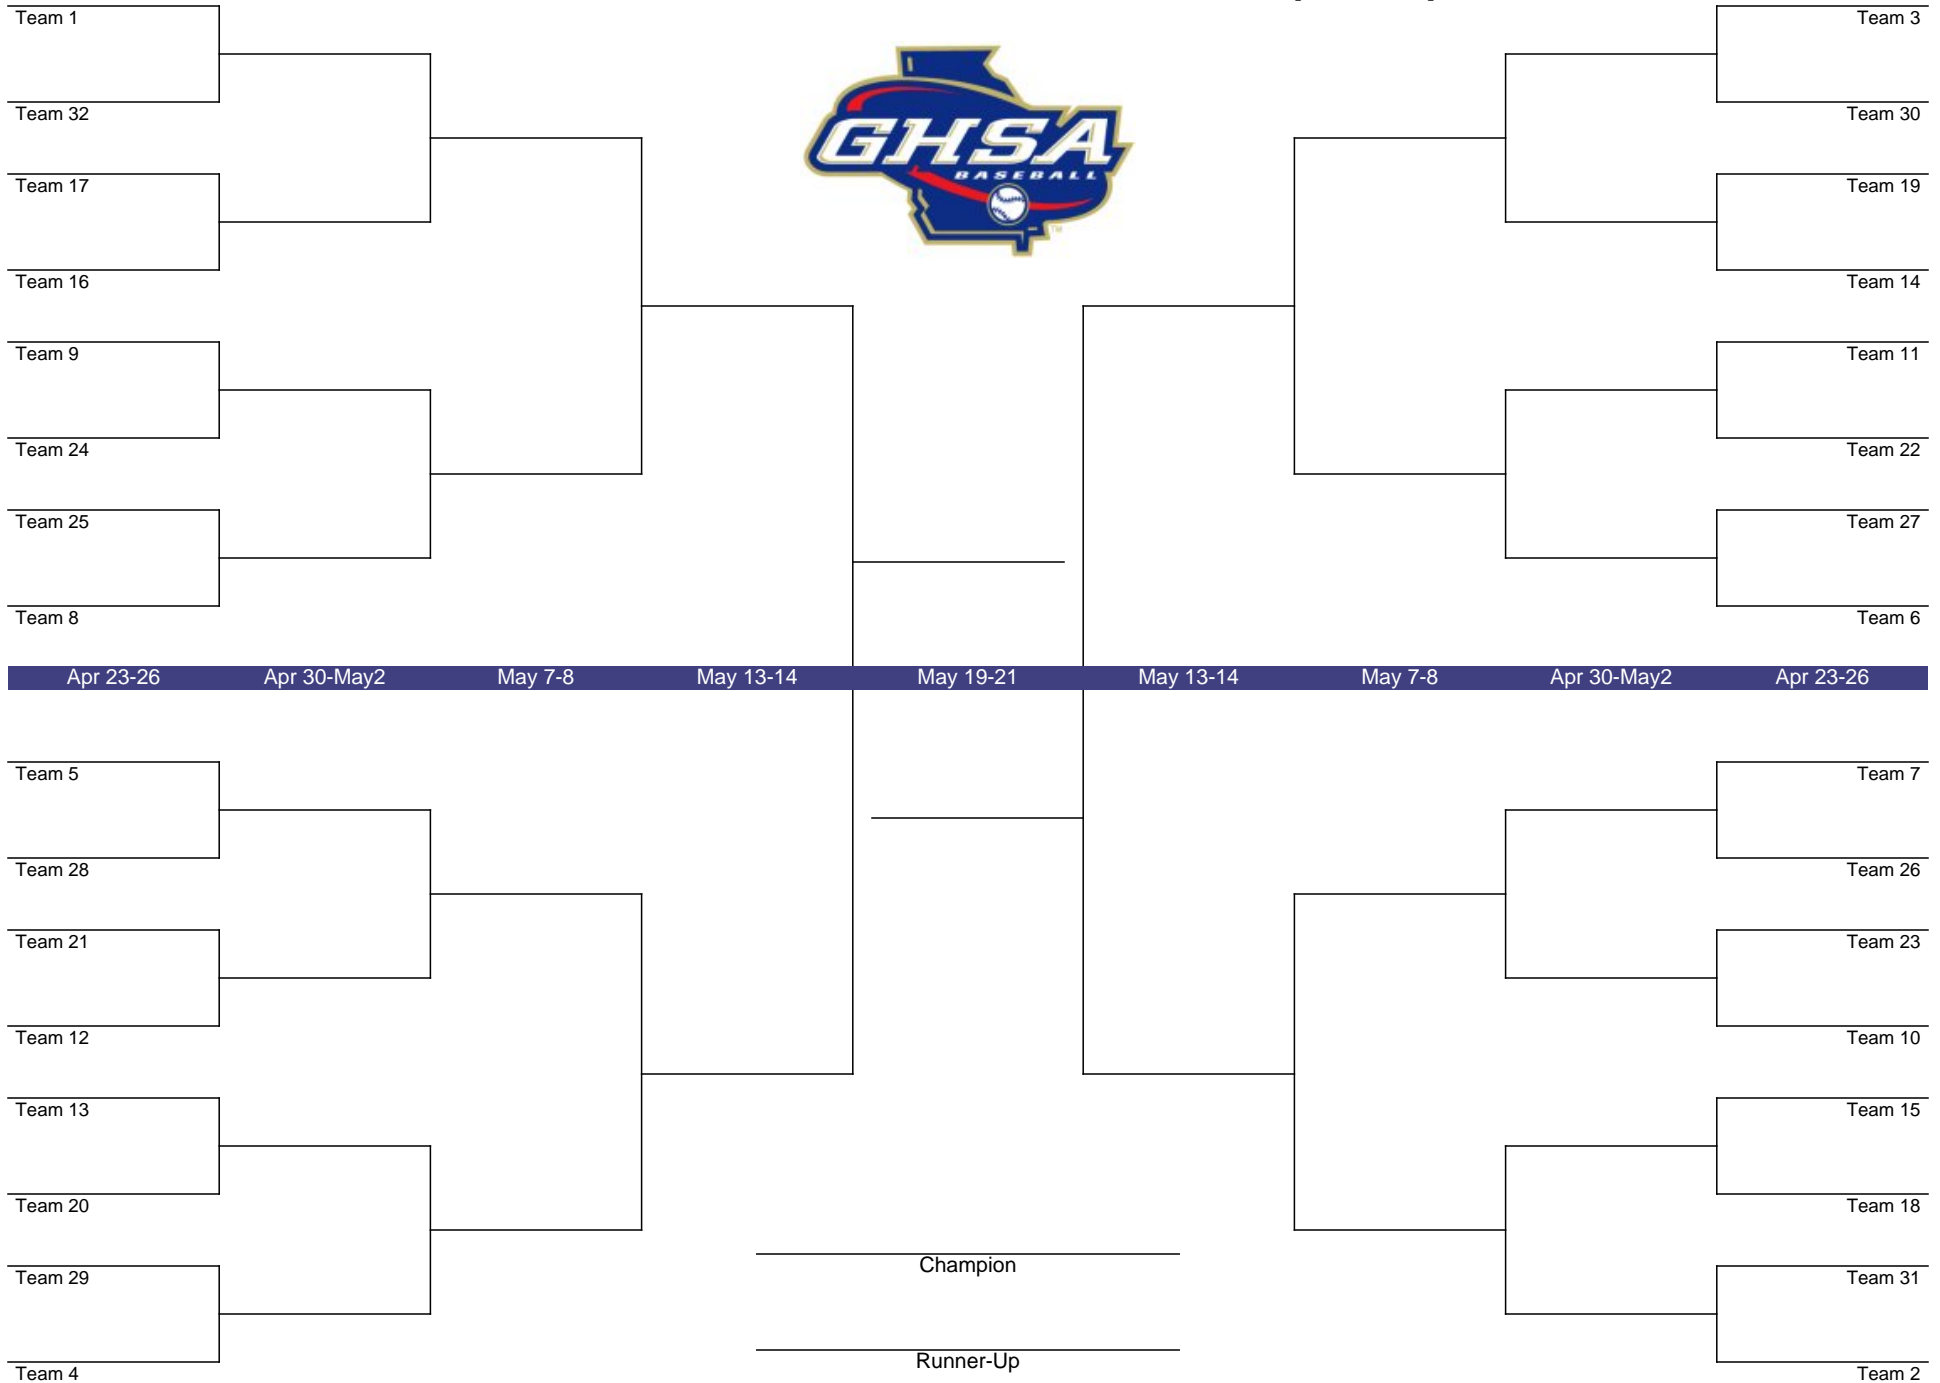 Team 1
Team 3
Team 32
Team 30
Team 17
Team 19
Team 16
Team 14
GHSA
BASEBALL
TM
Team 9
Team 11
Team 24
Team 22
Team 25
Team 27
Team 8
Team 6
Apr 23-26 Apr 30-May2 May 7-8 May 13-14 May 19-21 May 13-14 May 7-8 Apr 30-May2 Apr 23-26
Team 5
Team 7
Team 28
Team 26
Team 21
Team 23
Team 12
Team 10
Team 13
Team 15
Team 20
Team 18
Champion
Team 29
Team 31
Runner-Up
Team 4
Team 2